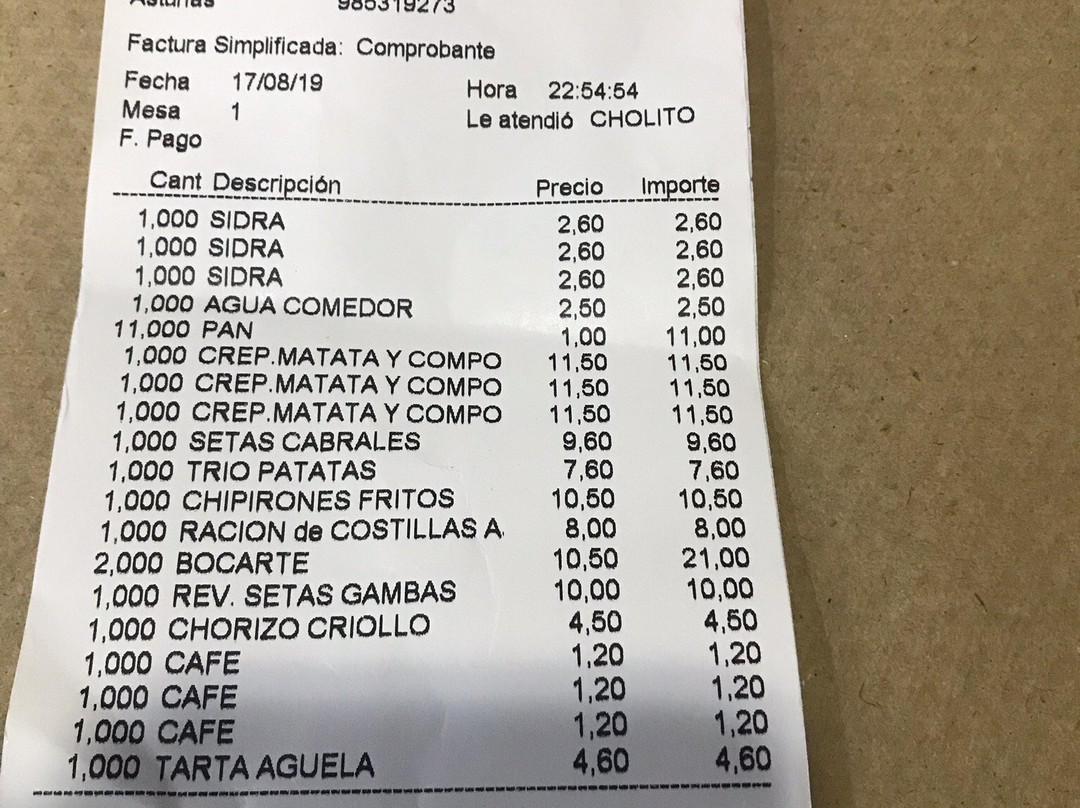 Asturias 985319273
Factura Simplificada: Comprobante
Fecha 17/08/19 Hora 22:54:54
Mesa 1 Le atendió CHOLITO
F. Pago
Cant Descripción Precio Importe
1,000 SIDRA 2,60 2,60
1,000 SIDRA 2,60 2,60
1,000 SIDRA 2,60 2,60
1,000 AGUA COMEDOR 2,50 2,50
11,000 PAN 1,00 11,00
1,000 CREP.MATATA Y COMPO 11,50 11,50
1,000 CREP.MATATA Y COMPO 11,50 11,50
1,000 CREP.MATATA Y COMPO 11,50 11,50
1,000 SETAS CABRALES 9,60 9,60
1,000 TRIO PATATAS 7,60 7,60
1,000 CHIPIRONES FRITOS 10,50 10,50
1,000 RACION de COSTILLAS A 8,00 8,00
2,000 BOCARTE 10,50 21,00
1,000 REV. SETAS GAMBAS 10,00 10,00
1,000 CHORIZO CRIOLLO 4,50 4,50
1,000 CAFE 1,20 1,20
1,000 CAFE 1,20 1,20
1,000 CAFE 1,20 1,20
1,000 TARTA AGUELA 4,60 4,60